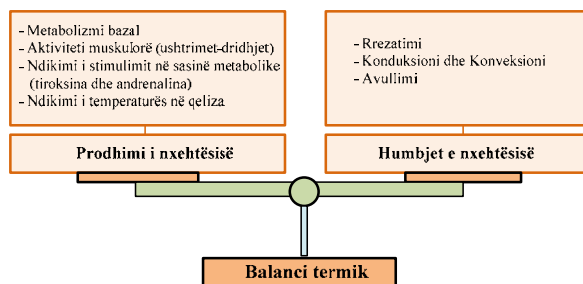 - Metabolizmi bazal
- Aktiviteti muskulorë (ushtrimet-dridhjet)
- Ndikimi i stimulimit në sasinë metabolike
(tiroksina dhe andrenalina)
- Ndikimi i temperaturës në qeliza
- Rrezatimi
- Konduksioni dhe Konveksioni
- Avullimi
Prodhimi i nxehtësisë
Humbjet e nxehtësisë
Balanci termik